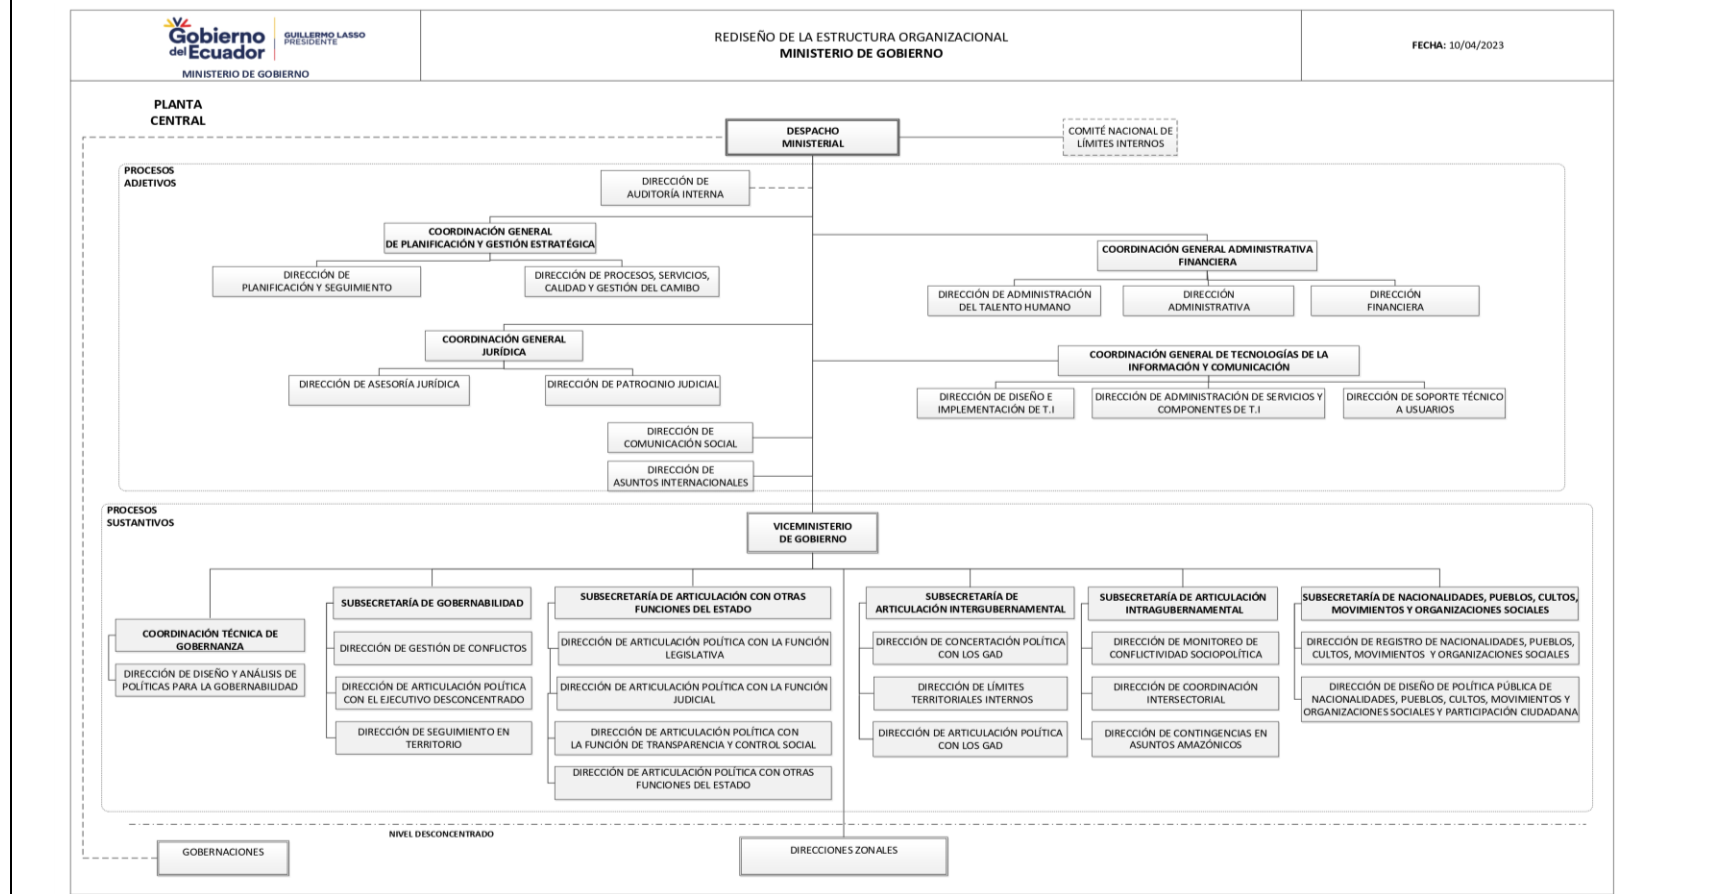 Gobierno
del Ecuador
GUILLERMO LASSO
PRESIDENTE
MINISTERIO DE GOBIERNO
REDISEÑO DE LA ESTRUCTURA ORGANIZACIONAL
MINISTERIO DE GOBIERNO
FECHA: 10/04/2023
PLANTA
CENTRAL
DESPACHO
MINISTERIAL
COMITÉ NACIONAL DE
LÍMITES INTERNOS
PROCESOS
ADJETIVOS
DIRECCIÓN DE
AUDITORÍA INTERNA
COORDINACIÓN GENERAL
DE PLANIFICACIÓN Y GESTIÓN ESTRATÉGICA
DIRECCIÓN DE
PLANIFICACIÓN Y SEGUIMIENTO
DIRECCIÓN DE PROCESOS, SERVICIOS,
CALIDAD Y GESTIÓN DEL CAMIBO
COORDINACIÓN GENERAL ADMINISTRATIVA
FINANCIERA
DIRECCIÓN DE ADMINISTRACIÓN
DEL TALENTO HUMANO
DIRECCIÓN
ADMINISTRATIVA
DIRECCIÓN
FINANCIERA
COORDINACIÓN GENERAL
JURÍDICA
DIRECCIÓN DE ASESORÍA JURÍDICA
DIRECCIÓN DE PATROCINIO JUDICIAL
COORDINACIÓN GENERAL DE TECNOLOGÍAS DE LA
INFORMACIÓN Y COMUNICACIÓN
DIRECCIÓN DE DISEÑO E
IMPLEMENTACIÓN DE T.I
DIRECCIÓN DE ADMINISTRACIÓN DE SERVICIOS Y
COMPONENTES DE T.I
DIRECCIÓN DE SOPORTE TÉCNICO
A USUARIOS
DIRECCIÓN DE
COMUNICACIÓN SOCIAL
DIRECCIÓN DE
ASUNTOS INTERNACIONALES
PROCESOS
SUSTANTIVOS
VICEMINISTERIO
DE GOBIERNO
COORDINACIÓN TÉCNICA DE
GOBERNANZA
DIRECCIÓN DE DISEÑO Y ANÁLISIS DE
POLÍTICAS PARA LA GOBERNABILIDAD
SUBSECRETARÍA DE GOBERNABILIDAD
DIRECCIÓN DE GESTIÓN DE CONFLICTOS
DIRECCIÓN DE ARTICULACIÓN POLÍTICA
CON EL EJECUTIVO DESCONCENTRADO
DIRECCIÓN DE SEGUIMIENTO EN
TERRITORIO
SUBSECRETARÍA DE ARTICULACIÓN CON OTRAS
FUNCIONES DEL ESTADO
DIRECCIÓN DE ARTICULACIÓN POLÍTICA CON LA FUNCIÓN
LEGISLATIVA
DIRECCIÓN DE ARTICULACIÓN POLÍTICA CON LA FUNCIÓN
JUDICIAL
DIRECCIÓN DE ARTICULACIÓN POLÍTICA CON
LA FUNCIÓN DE TRANSPARENCIA Y CONTROL SOCIAL
DIRECCIÓN DE ARTICULACIÓN POLÍTICA CON OTRAS
FUNCIONES DEL ESTADO
SUBSECRETARÍA DE
ARTICULACIÓN INTERGUBERNAMENTAL
DIRECCIÓN DE CONCERTACIÓN POLÍTICA
CON LOS GAD
DIRECCIÓN DE LÍMITES
TERRITORIALES INTERNOS
DIRECCIÓN DE ARTICULACIÓN POLÍTICA
CON LOS GAD
SUBSECRETARÍA DE ARTICULACIÓN
INTRAGUBERNAMENTAL
DIRECCIÓN DE MONITOREO DE
CONFLICTIVIDAD SOCIOPOLÍTICA
DIRECCIÓN DE COORDINACIÓN
INTERSECTORIAL
DIRECCIÓN DE CONTINGENCIAS EN
ASUNTOS AMAZÓNICOS
SUBSECRETARÍA DE NACIONALIDADES, PUEBLOS, CULTOS,
MOVIMIENTOS Y ORGANIZACIONES SOCIALES
DIRECCIÓN DE REGISTRO DE NACIONALIDADES, PUEBLOS,
CULTOS, MOVIMIENTOS Y ORGANIZACIONES SOCIALES
DIRECCIÓN DE DISEÑO DE POLÍTICA PÚBLICA DE
NACIONALIDADES, PUEBLOS, CULTOS, MOVIMIENTOS Y
ORGANIZACIONES SOCIALES Y PARTICIPACIÓN CIUDADANA
NIVEL DESCONCENTRADO
GOBERNACIONES
DIRECCIONES ZONALES